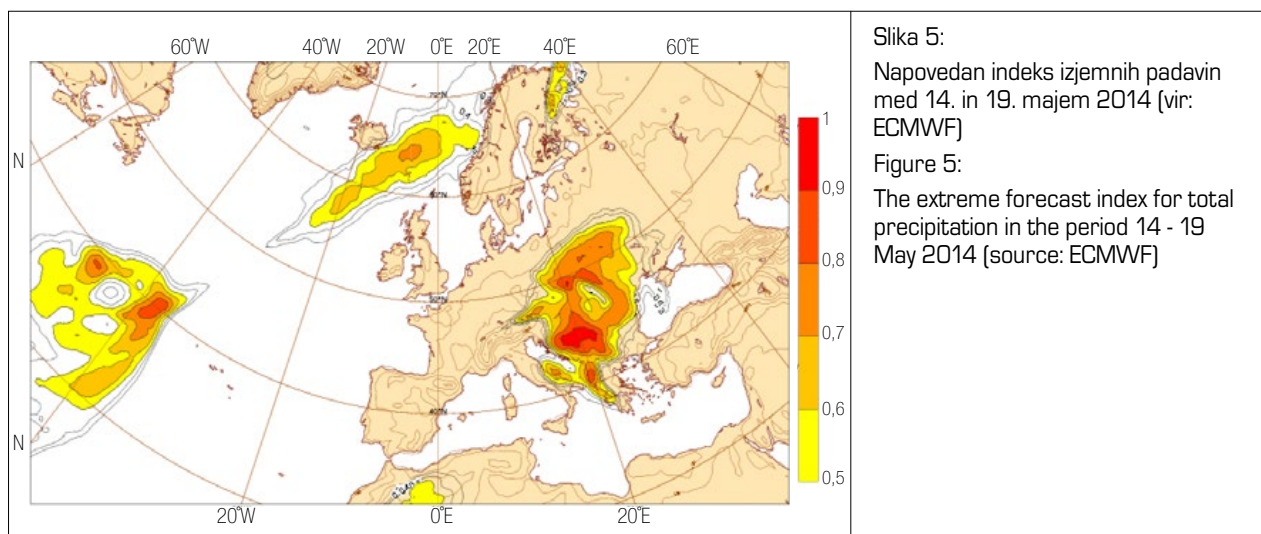 60°W 40°W 20°W 0°E 20°E 40°E 60°E
N
N
20°W 0°E 20°E
1
0,9
0,8
0,7
0,6
0,5
Slika 5:
Napovedan indeks izjemnih padavin
med 14. in 19. majem 2014 (vir:
ECMWF)
Figure 5:
The extreme forecast index for total
precipitation in the period 14 - 19
May 2014 (source: ECMWF)